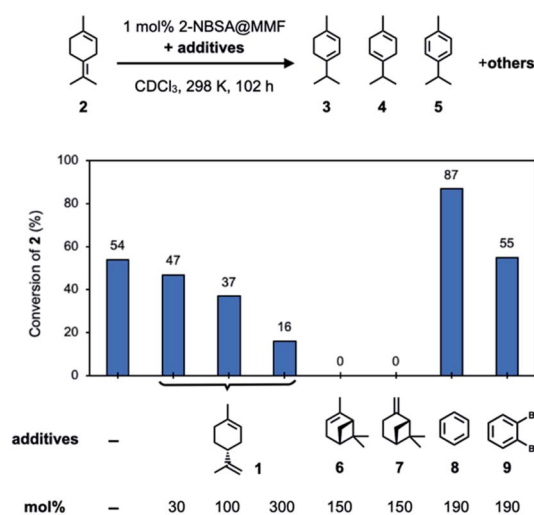 1 mol% 2-NBSA@MMF
+ additives
CDCl₃, 298 K, 102 h
+others
2 3 4 5
100
80
60
40
20
0
Conversion of 2 (%)
54 47 37 16 0 0 87 55
additives – 1 6 7 8 9
B
B
mol% – 30 100 300 150 150 190 190